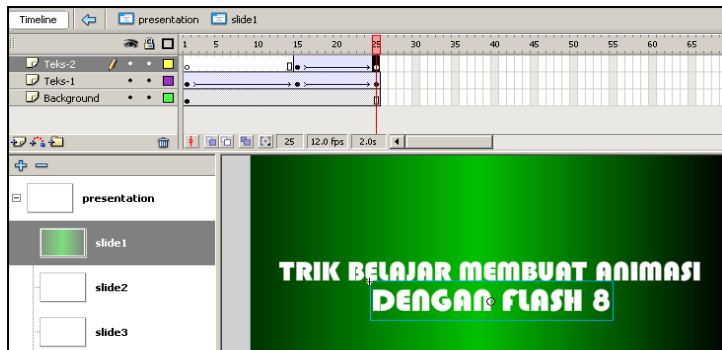 Timeline presentation slide1
1 5 10 15 20 25 30 35 40 45 50 55 60 65
Teks-2
Teks-1
Background
25 12.0 fps 2.0s
presentation
slide1
slide2
slide3
TRIK BELAJAR MEMBUAT ANIMASI
DENGAN FLASH 8